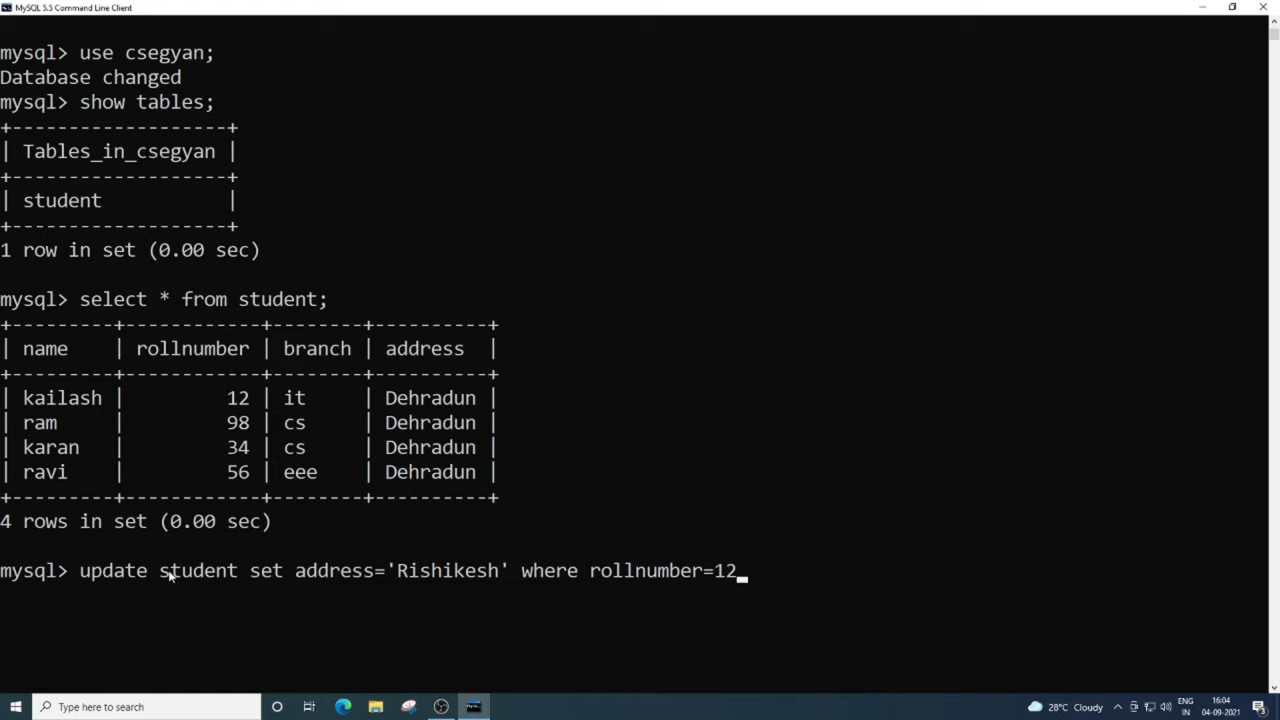 MySQL 5.5 Command Line Client
mysql> use csegyan;
Database changed
mysql> show tables;
+-------------------+
| Tables_in_csegyan |
+-------------------+
| student           |
+-------------------+
1 row in set (0.00 sec)
mysql> select * from student;
+---------+------------+--------+----------+
| name    | rollnumber | branch | address  |
+---------+------------+--------+----------+
| kailash |         12 | it     | Dehradun |
| ram     |         98 | cs     | Dehradun |
| karan   |         34 | cs     | Dehradun |
| ravi    |         56 | eee    | Dehradun |
+---------+------------+--------+----------+
4 rows in set (0.00 sec)
mysql> update student set address='Rishikesh' where rollnumber=12_
Type here to search
28°C Cloudy
ENG
IN
16:04
04-09-2021
3